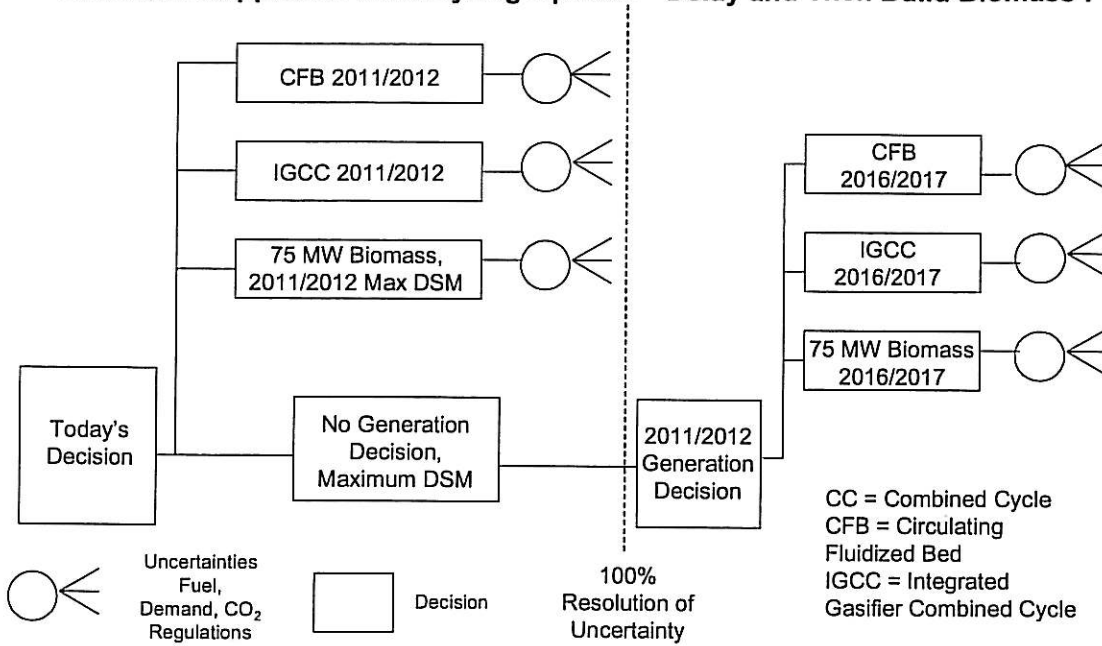 CFB 2011/2012
IGCC 2011/2012
75 MW Biomass,
2011/2012 Max DSM
Today's
Decision
No Generation
Decision,
Maximum DSM
CFB
2016/2017
IGCC
2016/2017
75 MW Biomass
2016/2017
2011/2012
Generation
Decision
CC = Combined Cycle
CFB = Circulating
Fluidized Bed
IGCC = Integrated
Gasifier Combined Cycle
Uncertainties
Fuel,
Demand, CO₂
Regulations
Decision
100%
Resolution of
Uncertainty